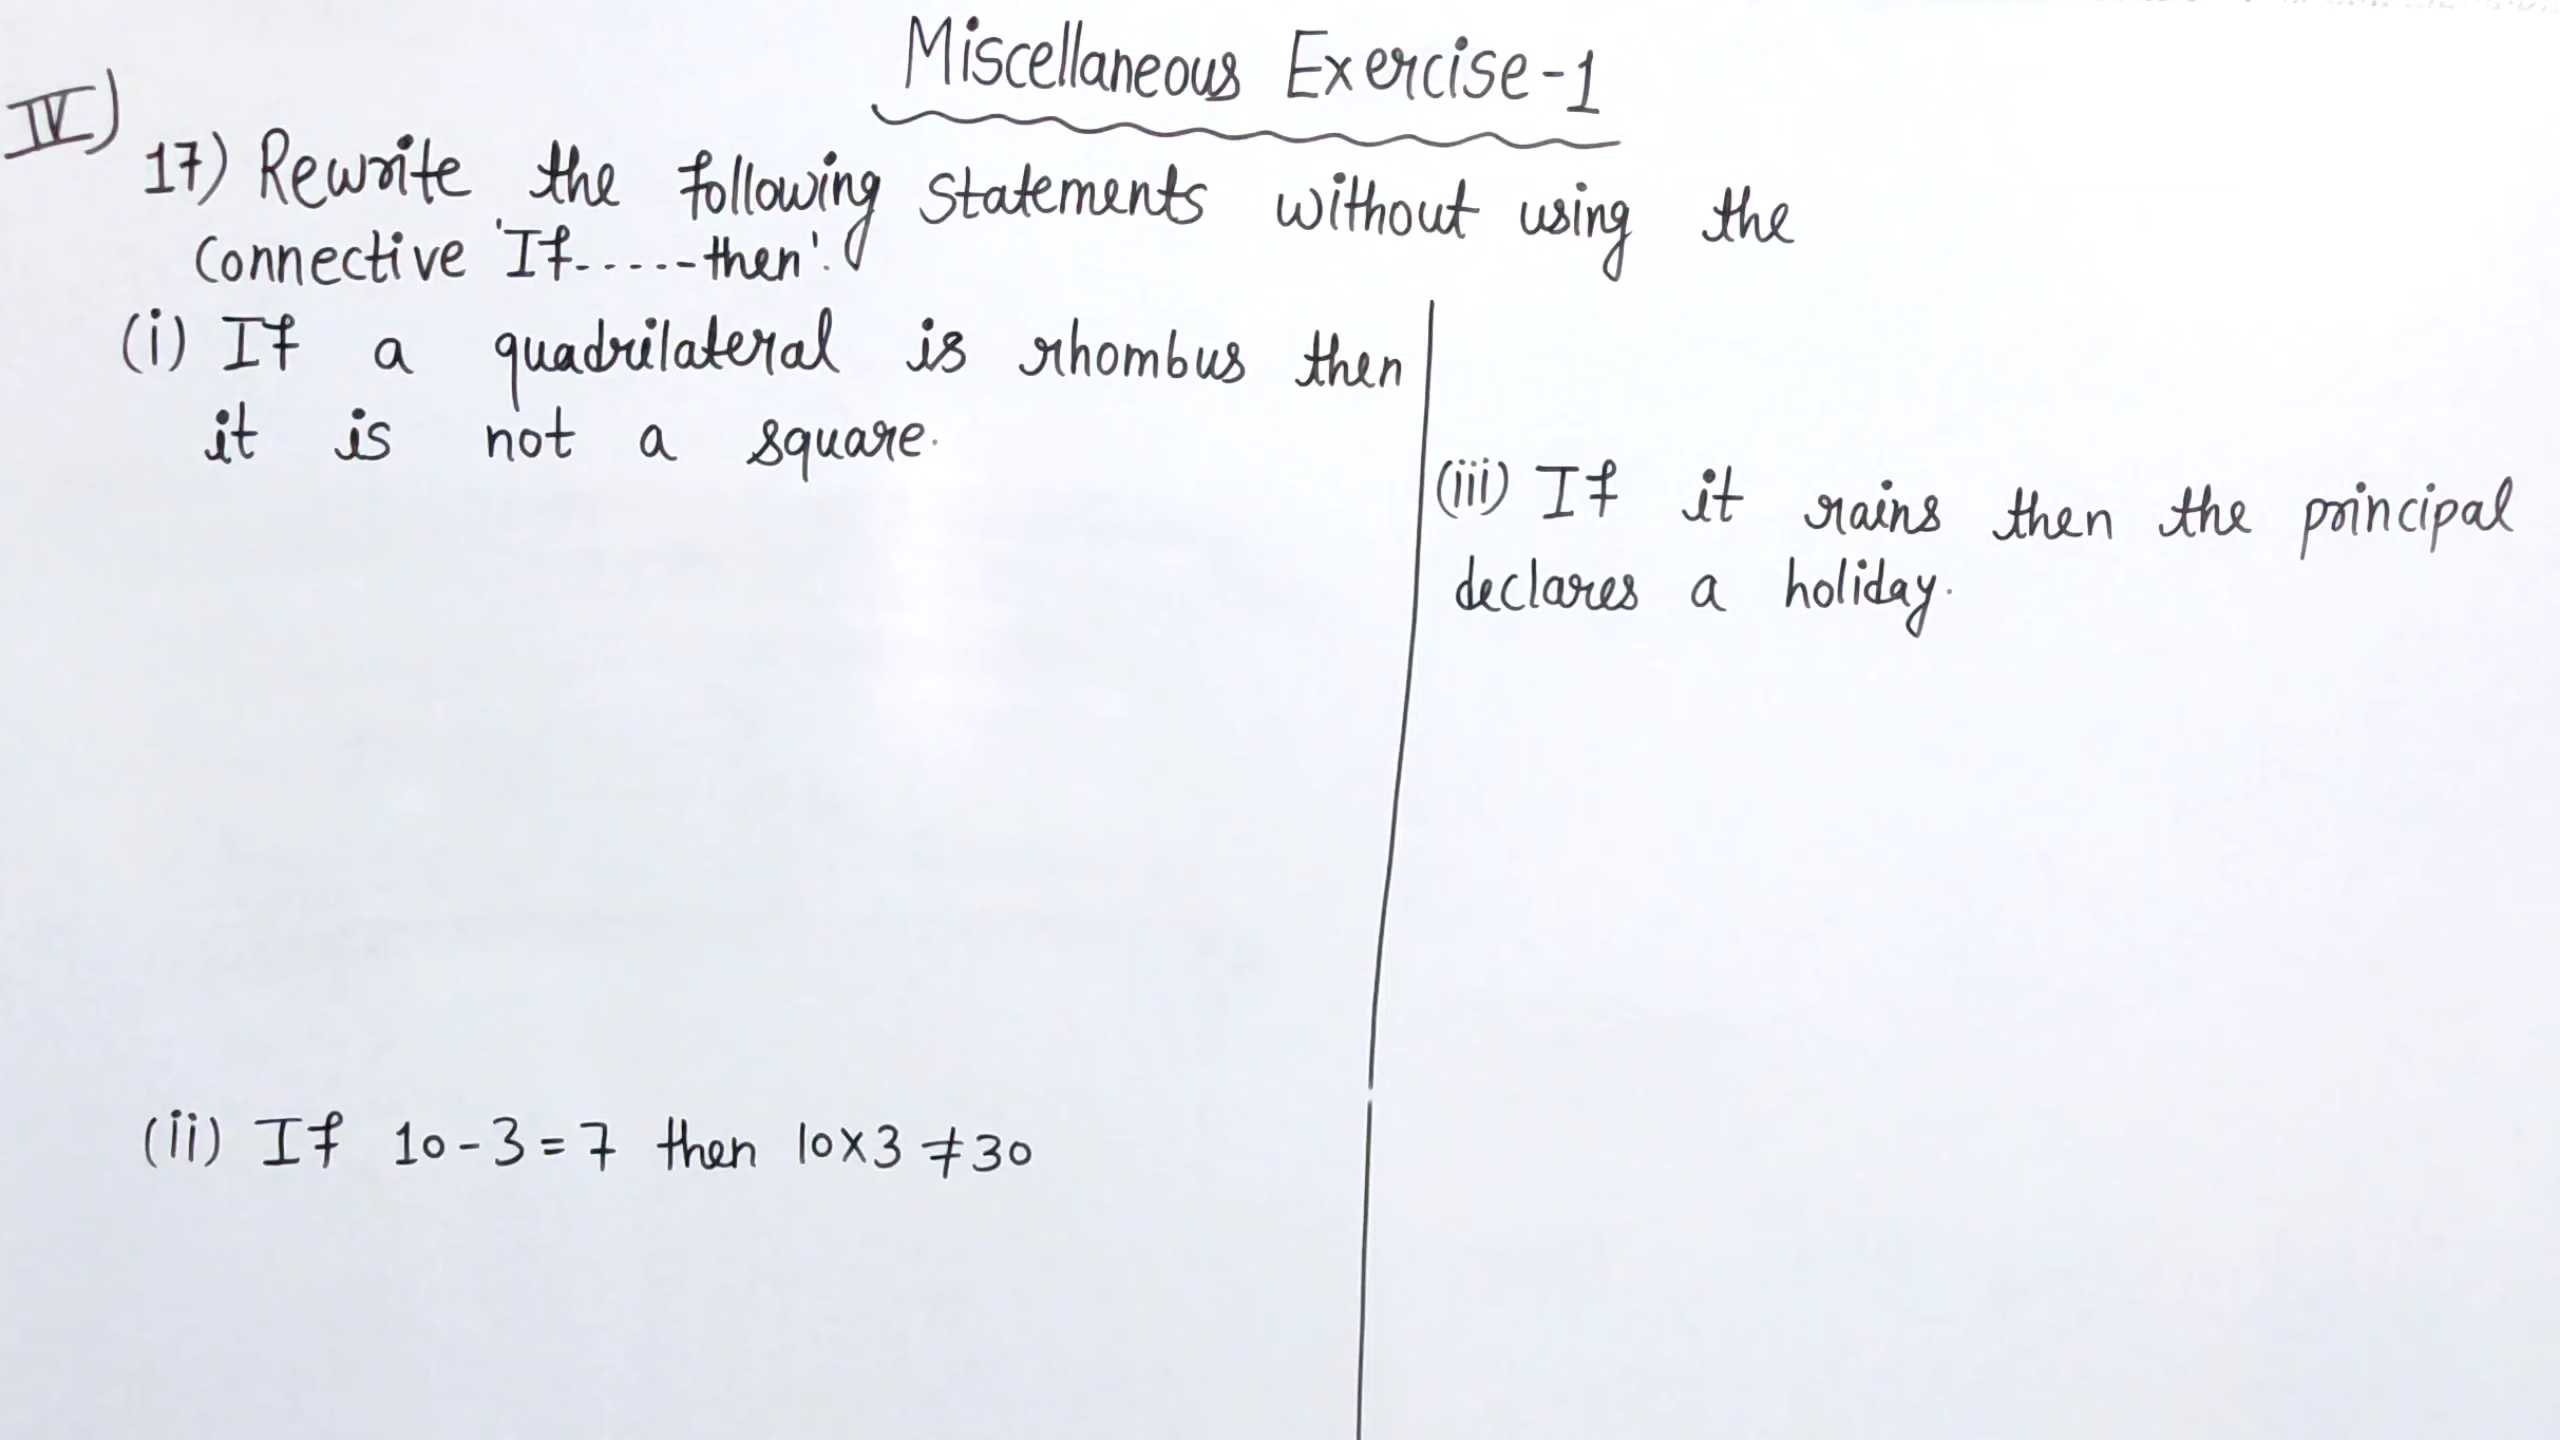 Miscellaneous Exercise-1
IV)
17) Rewrite the following statements without using the
Connective 'If-----then'.
(i) If a quadrilateral is rhombus then
it is not a square.
(ii) If 10-3=7 then 10x3≠30
(iii) If it rains then the principal
declares a holiday.